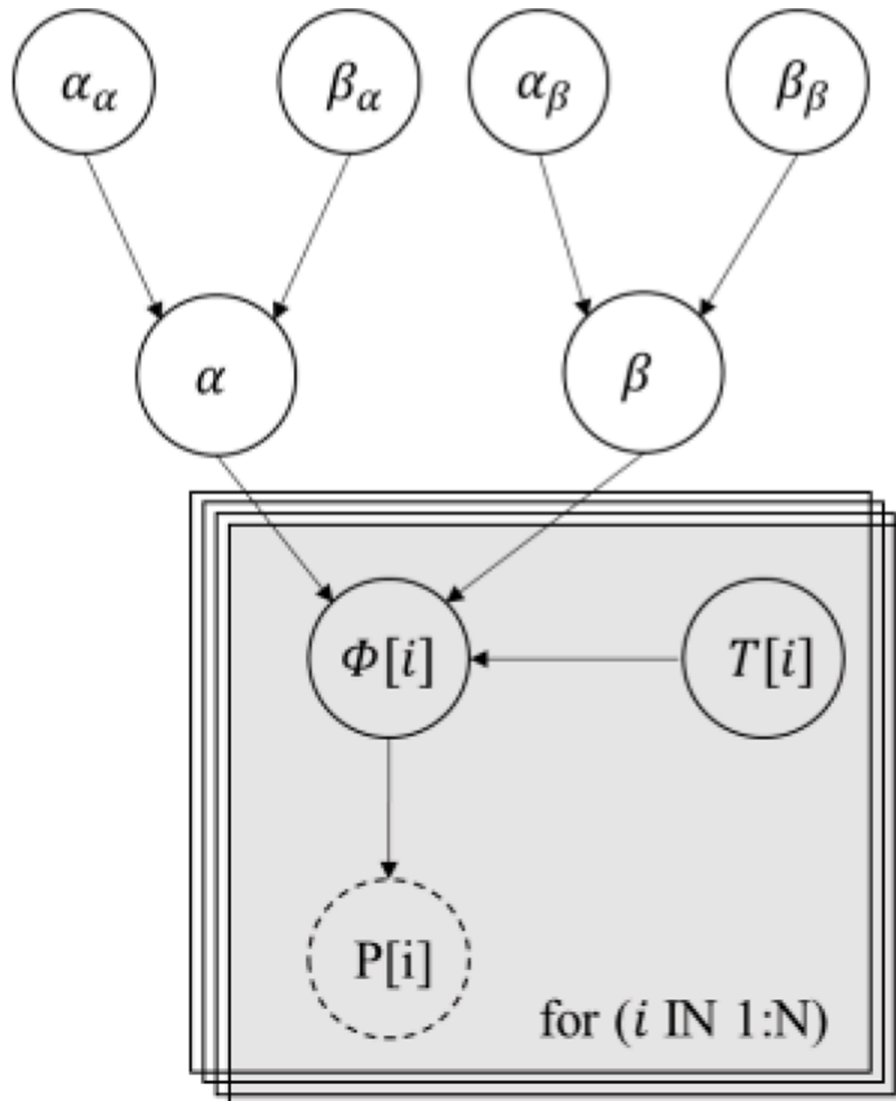 α_α β_α α_β β_β
α β
Φ[i] T[i]
P[i]
for (i IN 1:N)